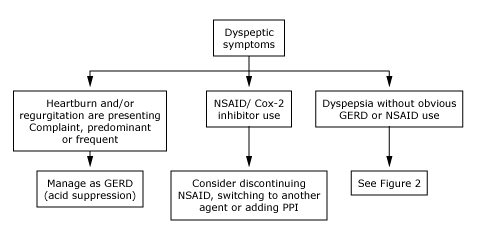 Dyspeptic
symptoms
Heartburn and/or
regurgitation are presenting
Complaint, predominant
or frequent
NSAID/ Cox-2
inhibitor use
Dyspepsia without obvious
GERD or NSAID use
Manage as GERD
(acid suppression)
Consider discontinuing
NSAID, switching to another
agent or adding PPI
See Figure 2